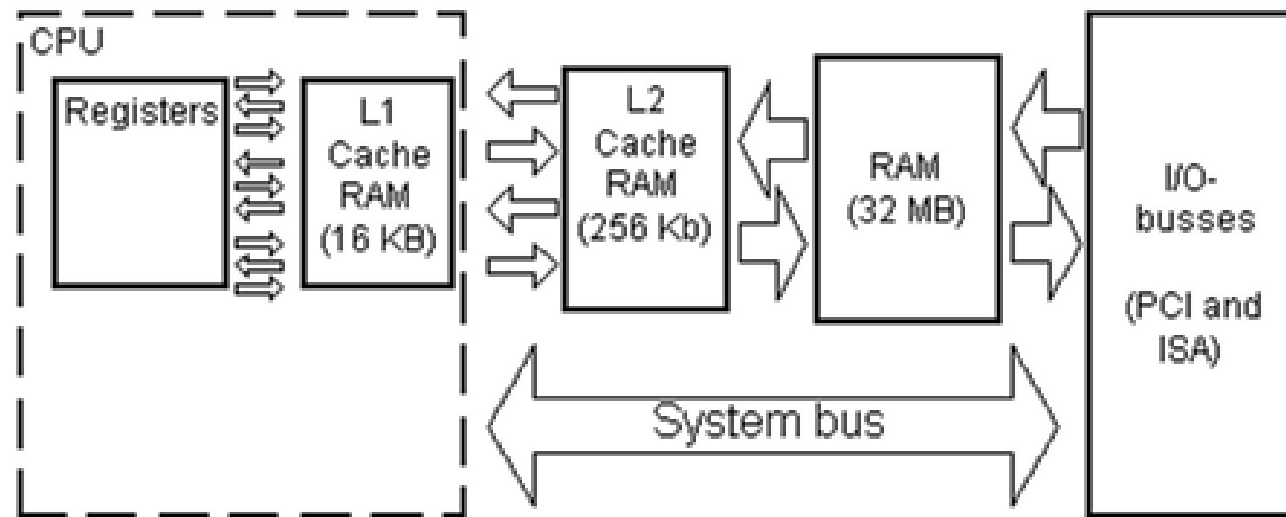 CPU
Registers
L1
Cache
RAM
(16 KB)
L2
Cache
RAM
(256 Kb)
RAM
(32 MB)
I/O-
busses
(PCI and
ISA)
System bus